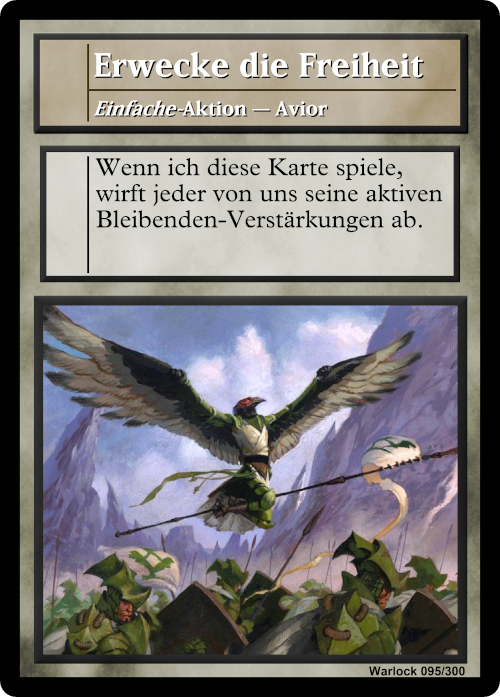 Erwecke die Freiheit
Einfache-Aktion — Avior
Wenn ich diese Karte spiele,
wirft jeder von uns seine aktiven
Bleibenden-Verstärkungen ab.
Warlock 095/300